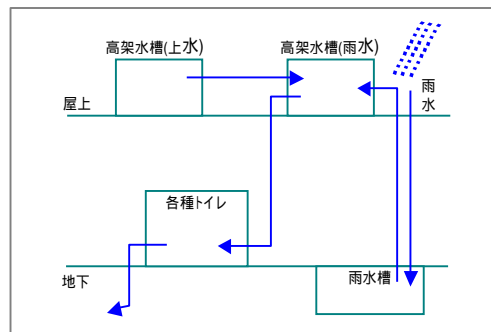 高架水槽(上水)
高架水槽(雨水)
屋上
雨
水
各種トイレ
地下
雨水槽